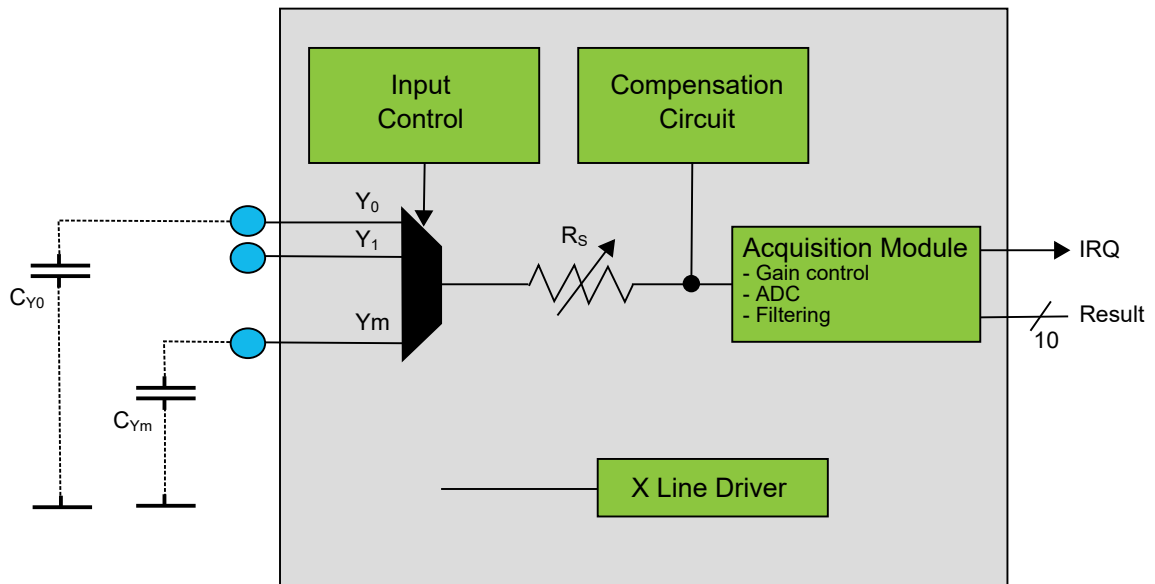 Input
Control
Compensation
Circuit
Y0
Y1
RS
Acquisition Module
- Gain control
- ADC
- Filtering
IRQ
CY0
Ym
Result
10
CYm
X Line Driver